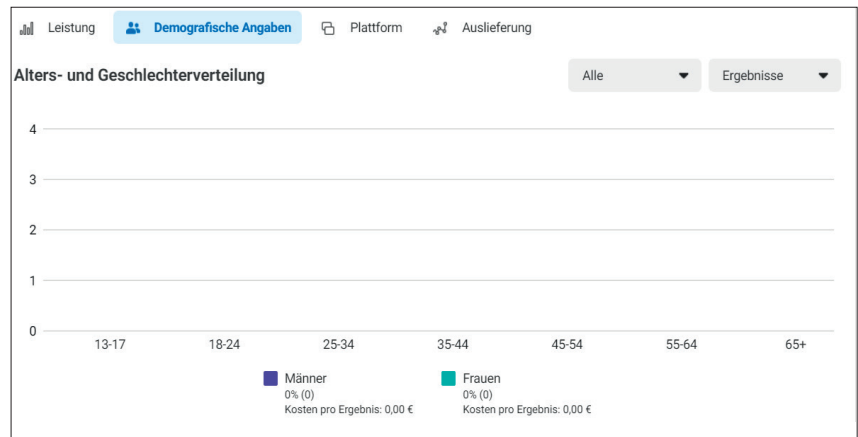 Leistung Demografische Angaben Plattform Auslieferung
Alters- und Geschlechterverteilung Alle Ergebnisse
4
3
2
1
0
13-17 18-24 25-34 35-44 45-54 55-64 65+
Männer Frauen
0% (0) 0% (0)
Kosten pro Ergebnis: 0,00 € Kosten pro Ergebnis: 0,00 €